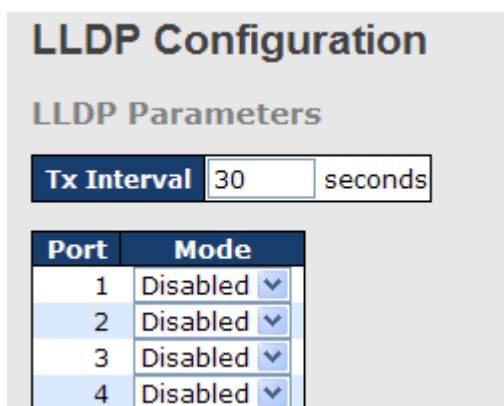 LLDP Configuration
LLDP Parameters
Tx Interval 30 seconds
Port Mode
1 Disabled
2 Disabled
3 Disabled
4 Disabled